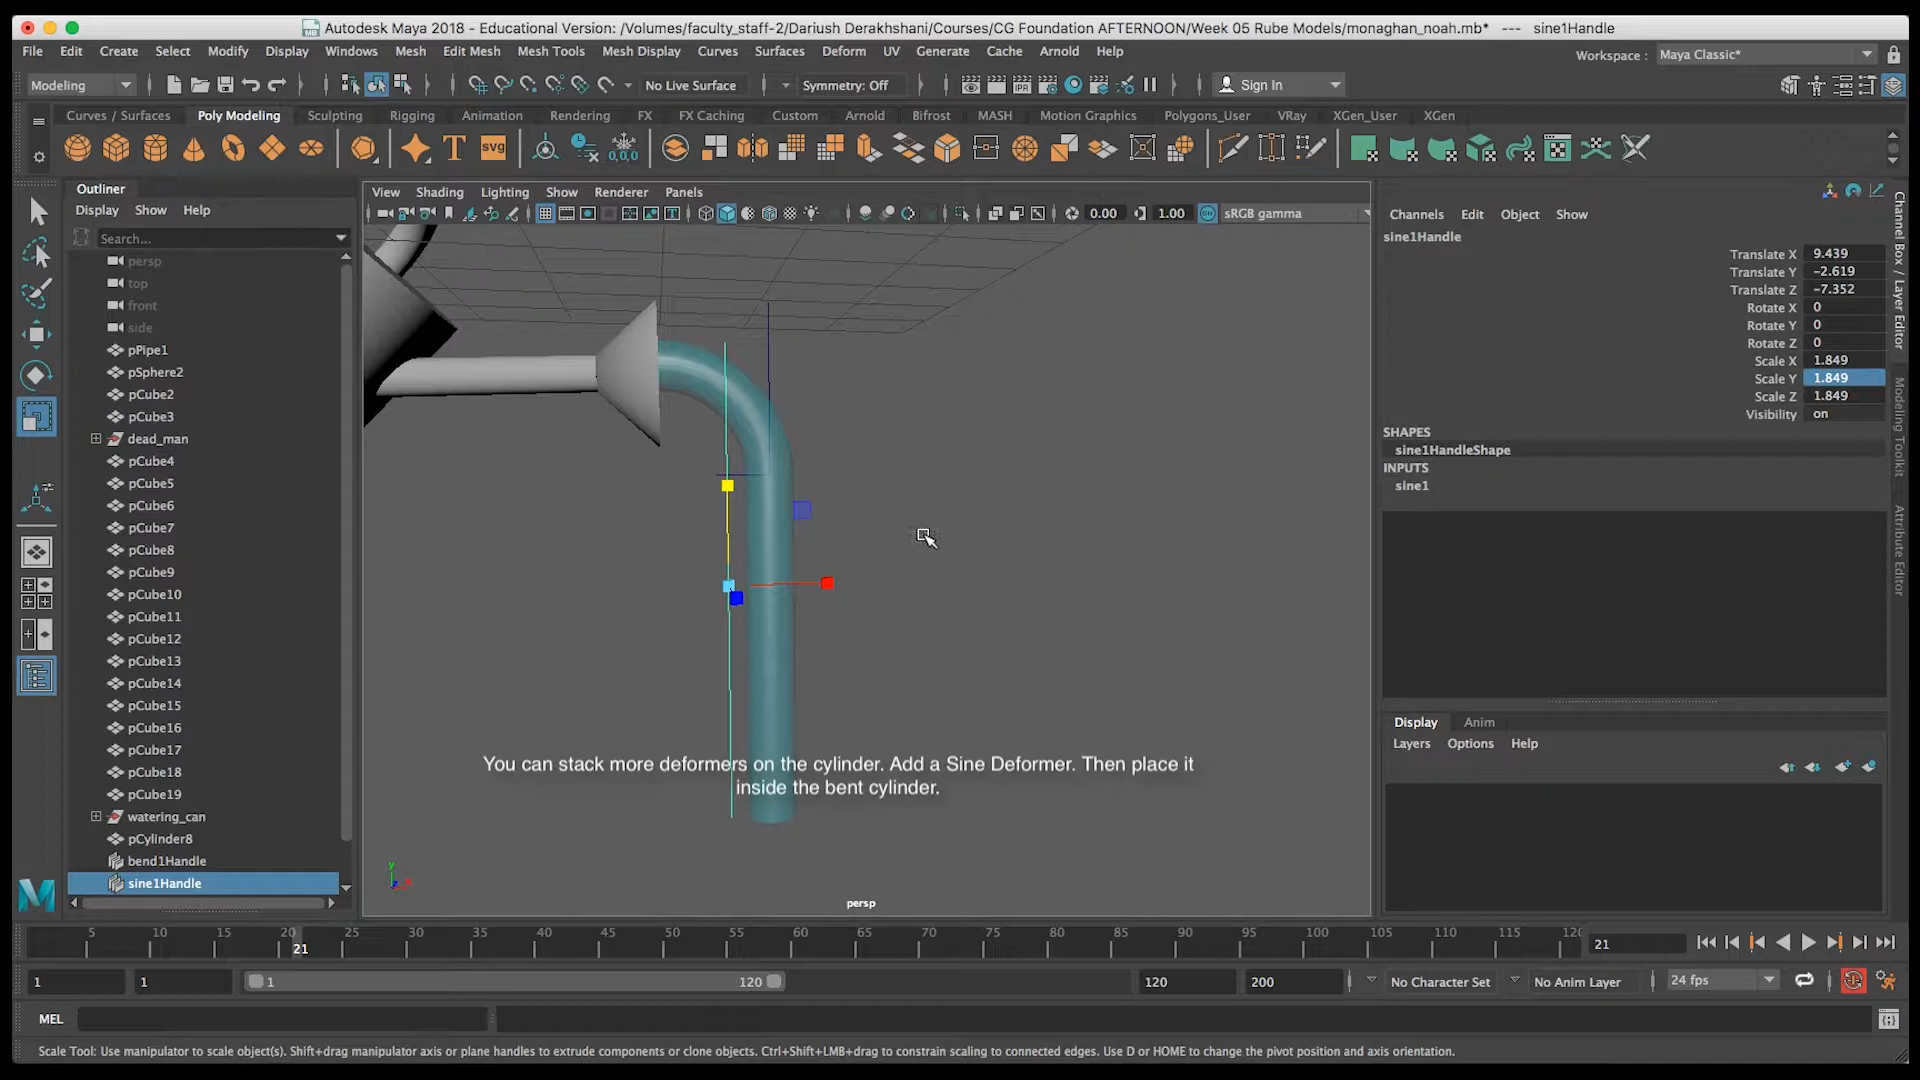 Autodesk Maya 2018 - Educational Version: /Volumes/faculty_staff-2/Dariush Derakhshani/Courses/CG Foundation AFTERNOON/Week 05 Rube Models/monaghan_noah.mb* --- sine1Handle
File Edit Create Select Modify Display Windows Mesh Edit Mesh Mesh Tools Mesh Display Curves Surfaces Deform UV Generate Cache Arnold Help
Workspace : Maya Classic*
Modeling No Live Surface Symmetry: Off Sign In
Curves / Surfaces Poly Modeling Sculpting Rigging Animation Rendering FX FX Caching Custom Arnold Bifrost MASH Motion Graphics Polygons_User VRay XGen_User XGen
SVG
0,0,0
IPR
Outliner
Display Show Help
Search...
persp
top
front
side
pPipe1
pSphere2
pCube2
pCube3
dead_man
pCube4
pCube5
pCube6
pCube7
pCube8
pCube9
pCube10
pCube11
pCube12
pCube13
pCube14
pCube15
pCube16
pCube17
pCube18
pCube19
watering_can
pCylinder8
bend1Handle
sine1Handle
View Shading Lighting Show Renderer Panels
0.00 1.00 sRGB gamma
You can stack more deformers on the cylinder. Add a Sine Deformer. Then place it
inside the bent cylinder.
y
x
z
persp
Channels Edit Object Show
sine1Handle
Translate X 9.439
Translate Y -2.619
Translate Z -7.352
Rotate X 0
Rotate Y 0
Rotate Z 0
Scale X 1.849
Scale Y 1.849
Scale Z 1.849
Visibility on
SHAPES
sine1HandleShape
INPUTS
sine1
Display Anim
Layers Options Help
Channel Box / Layer Editor
Modeling Toolkit
Attribute Editor
5 10 15 20 25 30 35 40 45 50 55 60 65 70 75 80 85 90 95 100 105 110 115 120
21
21
1 1 1 120 120 200 No Character Set No Anim Layer 24 fps
MEL
Scale Tool: Use manipulator to scale object(s). Shift+drag manipulator axis or plane handles to extrude components or clone objects. Ctrl+Shift+LMB+drag to constrain scaling to connected edges. Use D or HOME to change the pivot position and axis orientation.